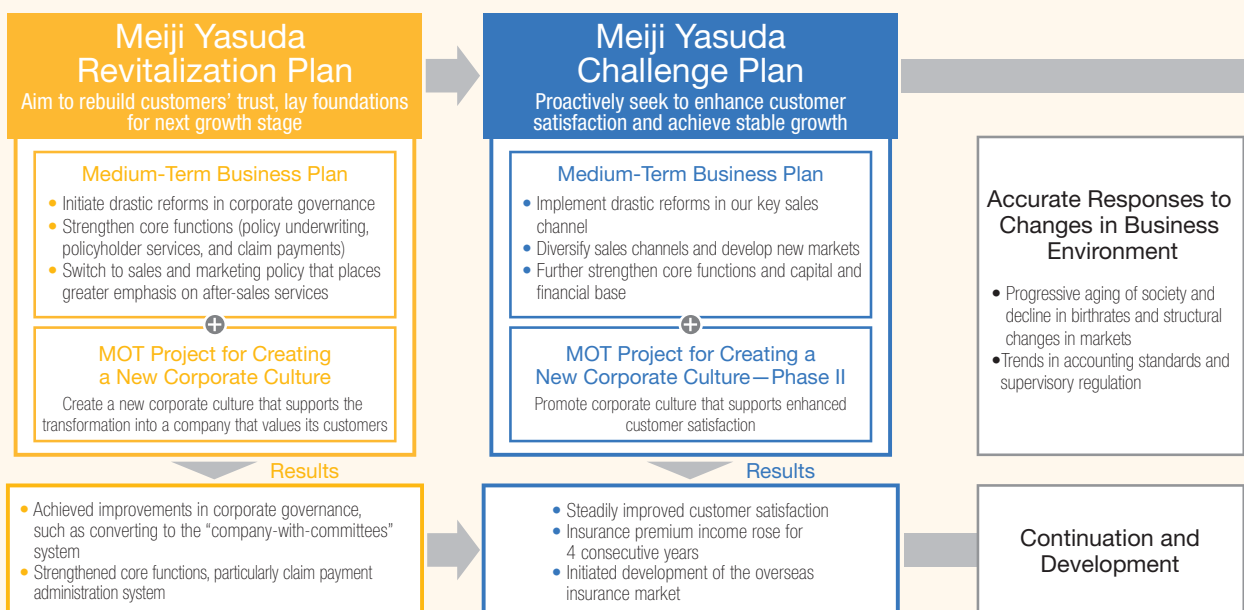 Meiji Yasuda
Revitalization Plan
Aim to rebuild customers' trust, lay foundations
for next growth stage
Medium-Term Business Plan
• Initiate drastic reforms in corporate governance
• Strengthen core functions (policy underwriting,
policyholder services, and claim payments)
• Switch to sales and marketing policy that places
greater emphasis on after-sales services
+
MOT Project for Creating
a New Corporate Culture
Create a new corporate culture that supports the
transformation into a company that values its customers
Results
• Achieved improvements in corporate governance,
such as converting to the “company-with-committees”
system
• Strengthened core functions, particularly claim payment
administration system
Meiji Yasuda
Challenge Plan
Proactively seek to enhance customer
satisfaction and achieve stable growth
Medium-Term Business Plan
• Implement drastic reforms in our key sales
channel
• Diversify sales channels and develop new markets
• Further strengthen core functions and capital and
financial base
+
MOT Project for Creating a
New Corporate Culture—Phase II
Promote corporate culture that supports enhanced
customer satisfaction
Results
• Steadily improved customer satisfaction
• Insurance premium income rose for
4 consecutive years
• Initiated development of the overseas
insurance market
Accurate Responses to
Changes in Business
Environment
• Progressive aging of society and
decline in birthrates and structural
changes in markets
•Trends in accounting standards and
supervisory regulation
Continuation and
Development